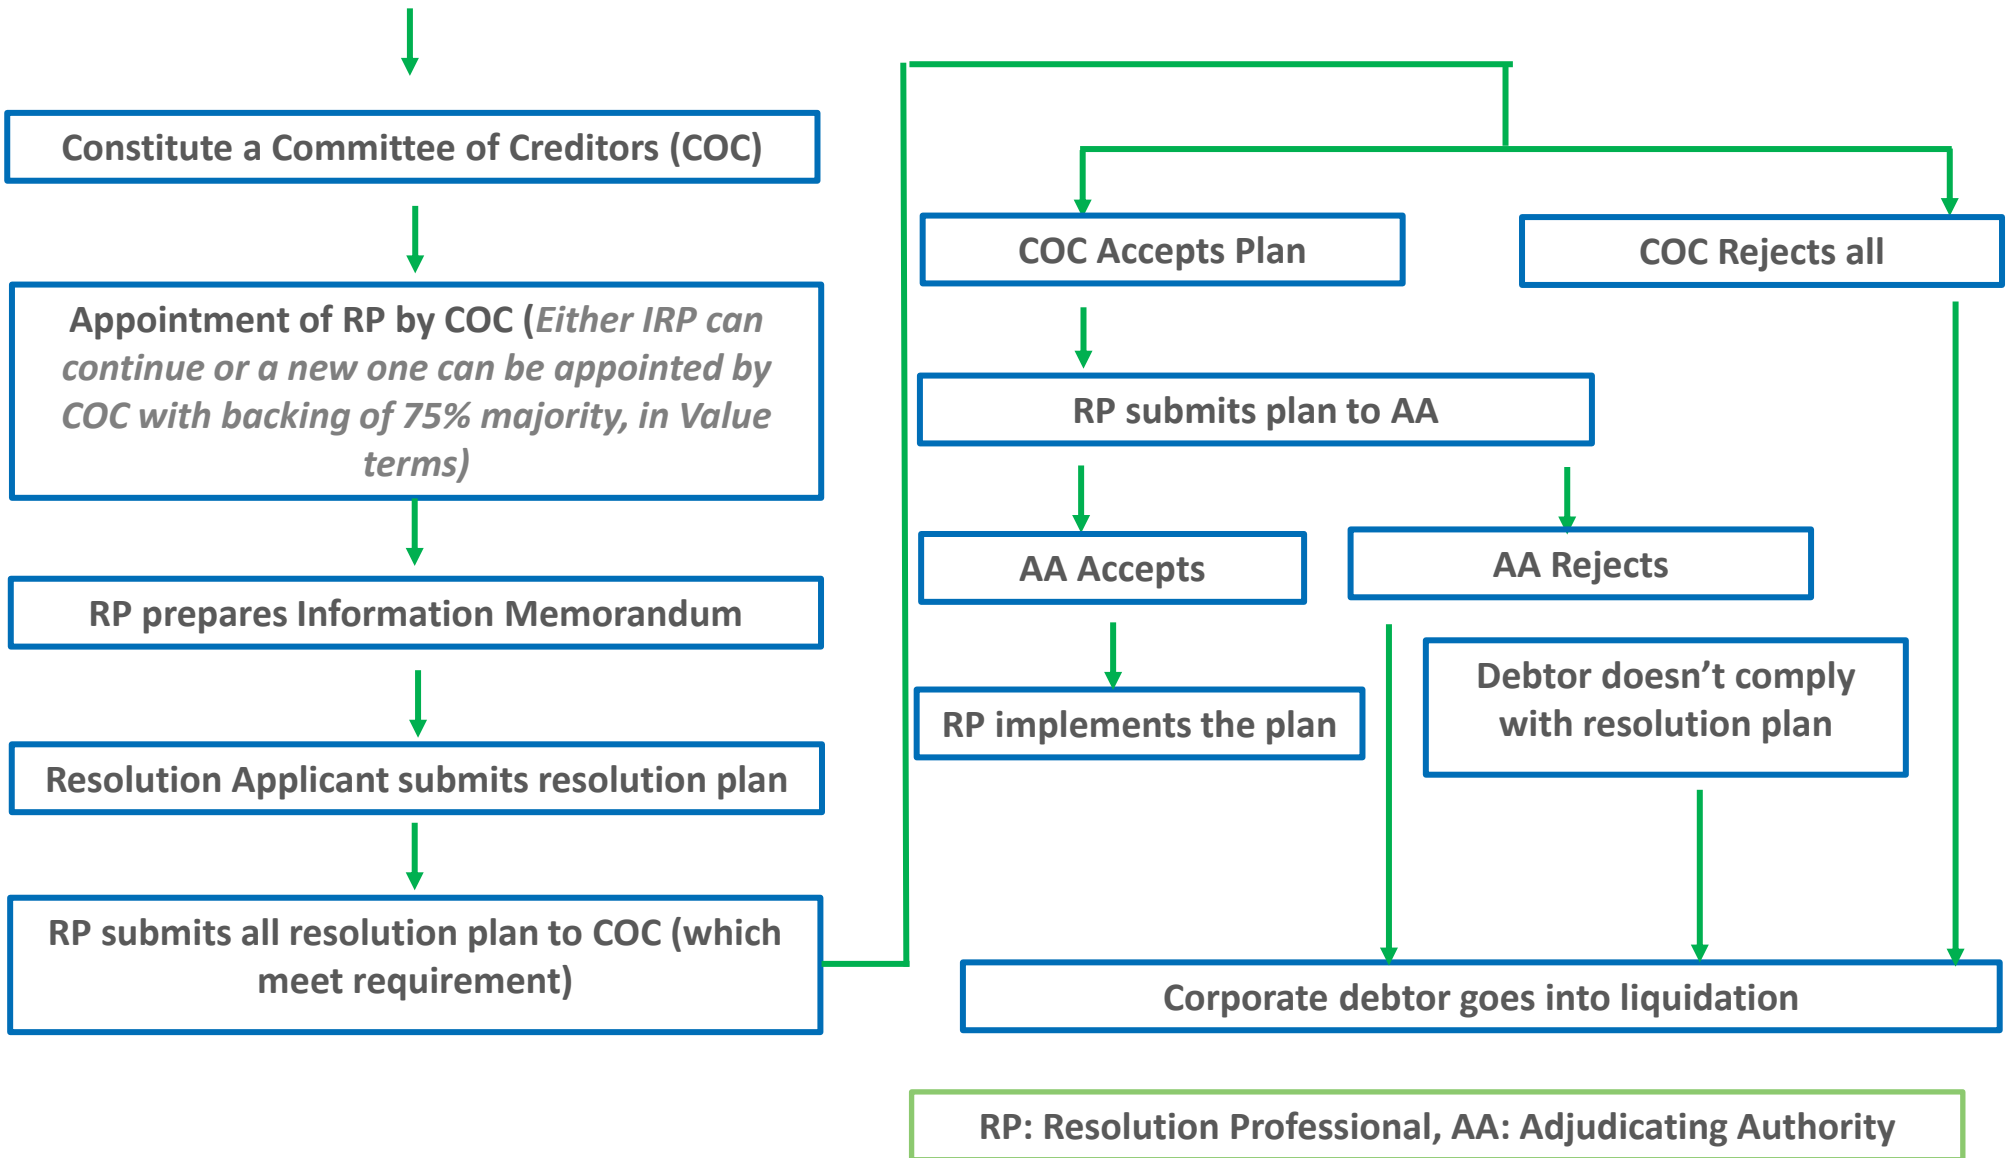 Constitute a Committee of Creditors (COC)
Appointment of RP by COC (Either IRP can
continue or a new one can be appointed by
COC with backing of 75% majority, in Value
terms)
RP prepares Information Memorandum
Resolution Applicant submits resolution plan
RP submits all resolution plan to COC (which
meet requirement)
COC Accepts Plan
COC Rejects all
RP submits plan to AA
AA Accepts
AA Rejects
RP implements the plan
Debtor doesn’t comply
with resolution plan
Corporate debtor goes into liquidation
RP: Resolution Professional, AA: Adjudicating Authority